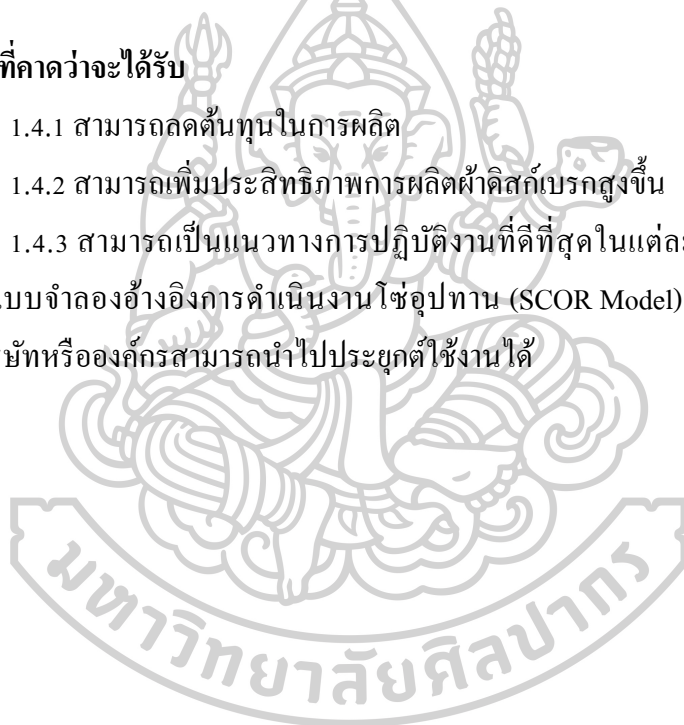 ที่คาดว่าจะได้รับ
1.4.1 สามารถลดต้นทุนในการผลิต
1.4.2 สามารถเพิ่มประสิทธิภาพการผลิตผ้าดิสก์เบรกสูงขึ้น
1.4.3 สามารถเป็นแนวทางการปฏิบัติงานที่ดีที่สุดในแต่ละ
แบบจำลองอ้างอิงการดำเนินงานโซ่อุปทาน (SCOR Model)
ษัทหรือองค์กรสามารถนำไปประยุกต์ใช้งานได้
มหาวิทยาลัยศิลปากร